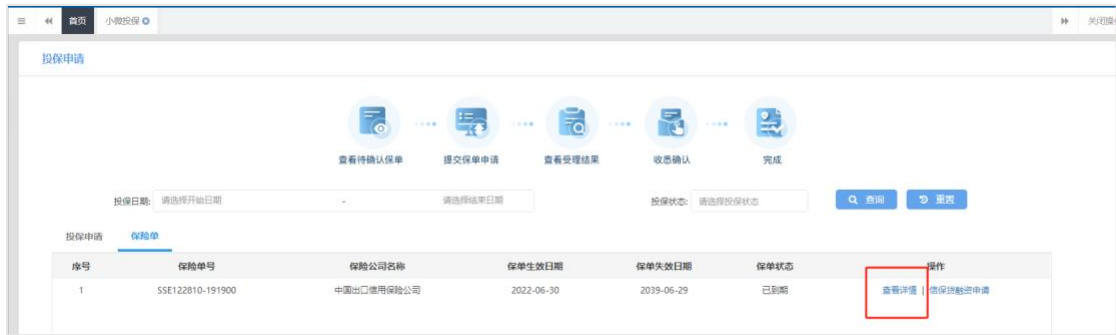 首页 小微投保 关闭操
投保申请
查看待确认保单 提交保单申请 查看受理结果 收悉确认 完成
投保日期: 请选择开始日期 - 请选择结束日期 投保状态: 请选择投保状态 查询 重置
投保申请 保险单
序号 保险单号 保险公司名称 保单生效日期 保单失效日期 保单状态 操作
1 SSE122810-191900 中国出口信用保险公司 2022-06-30 2039-06-29 已到期 查看详情 | 信保贷融资申请